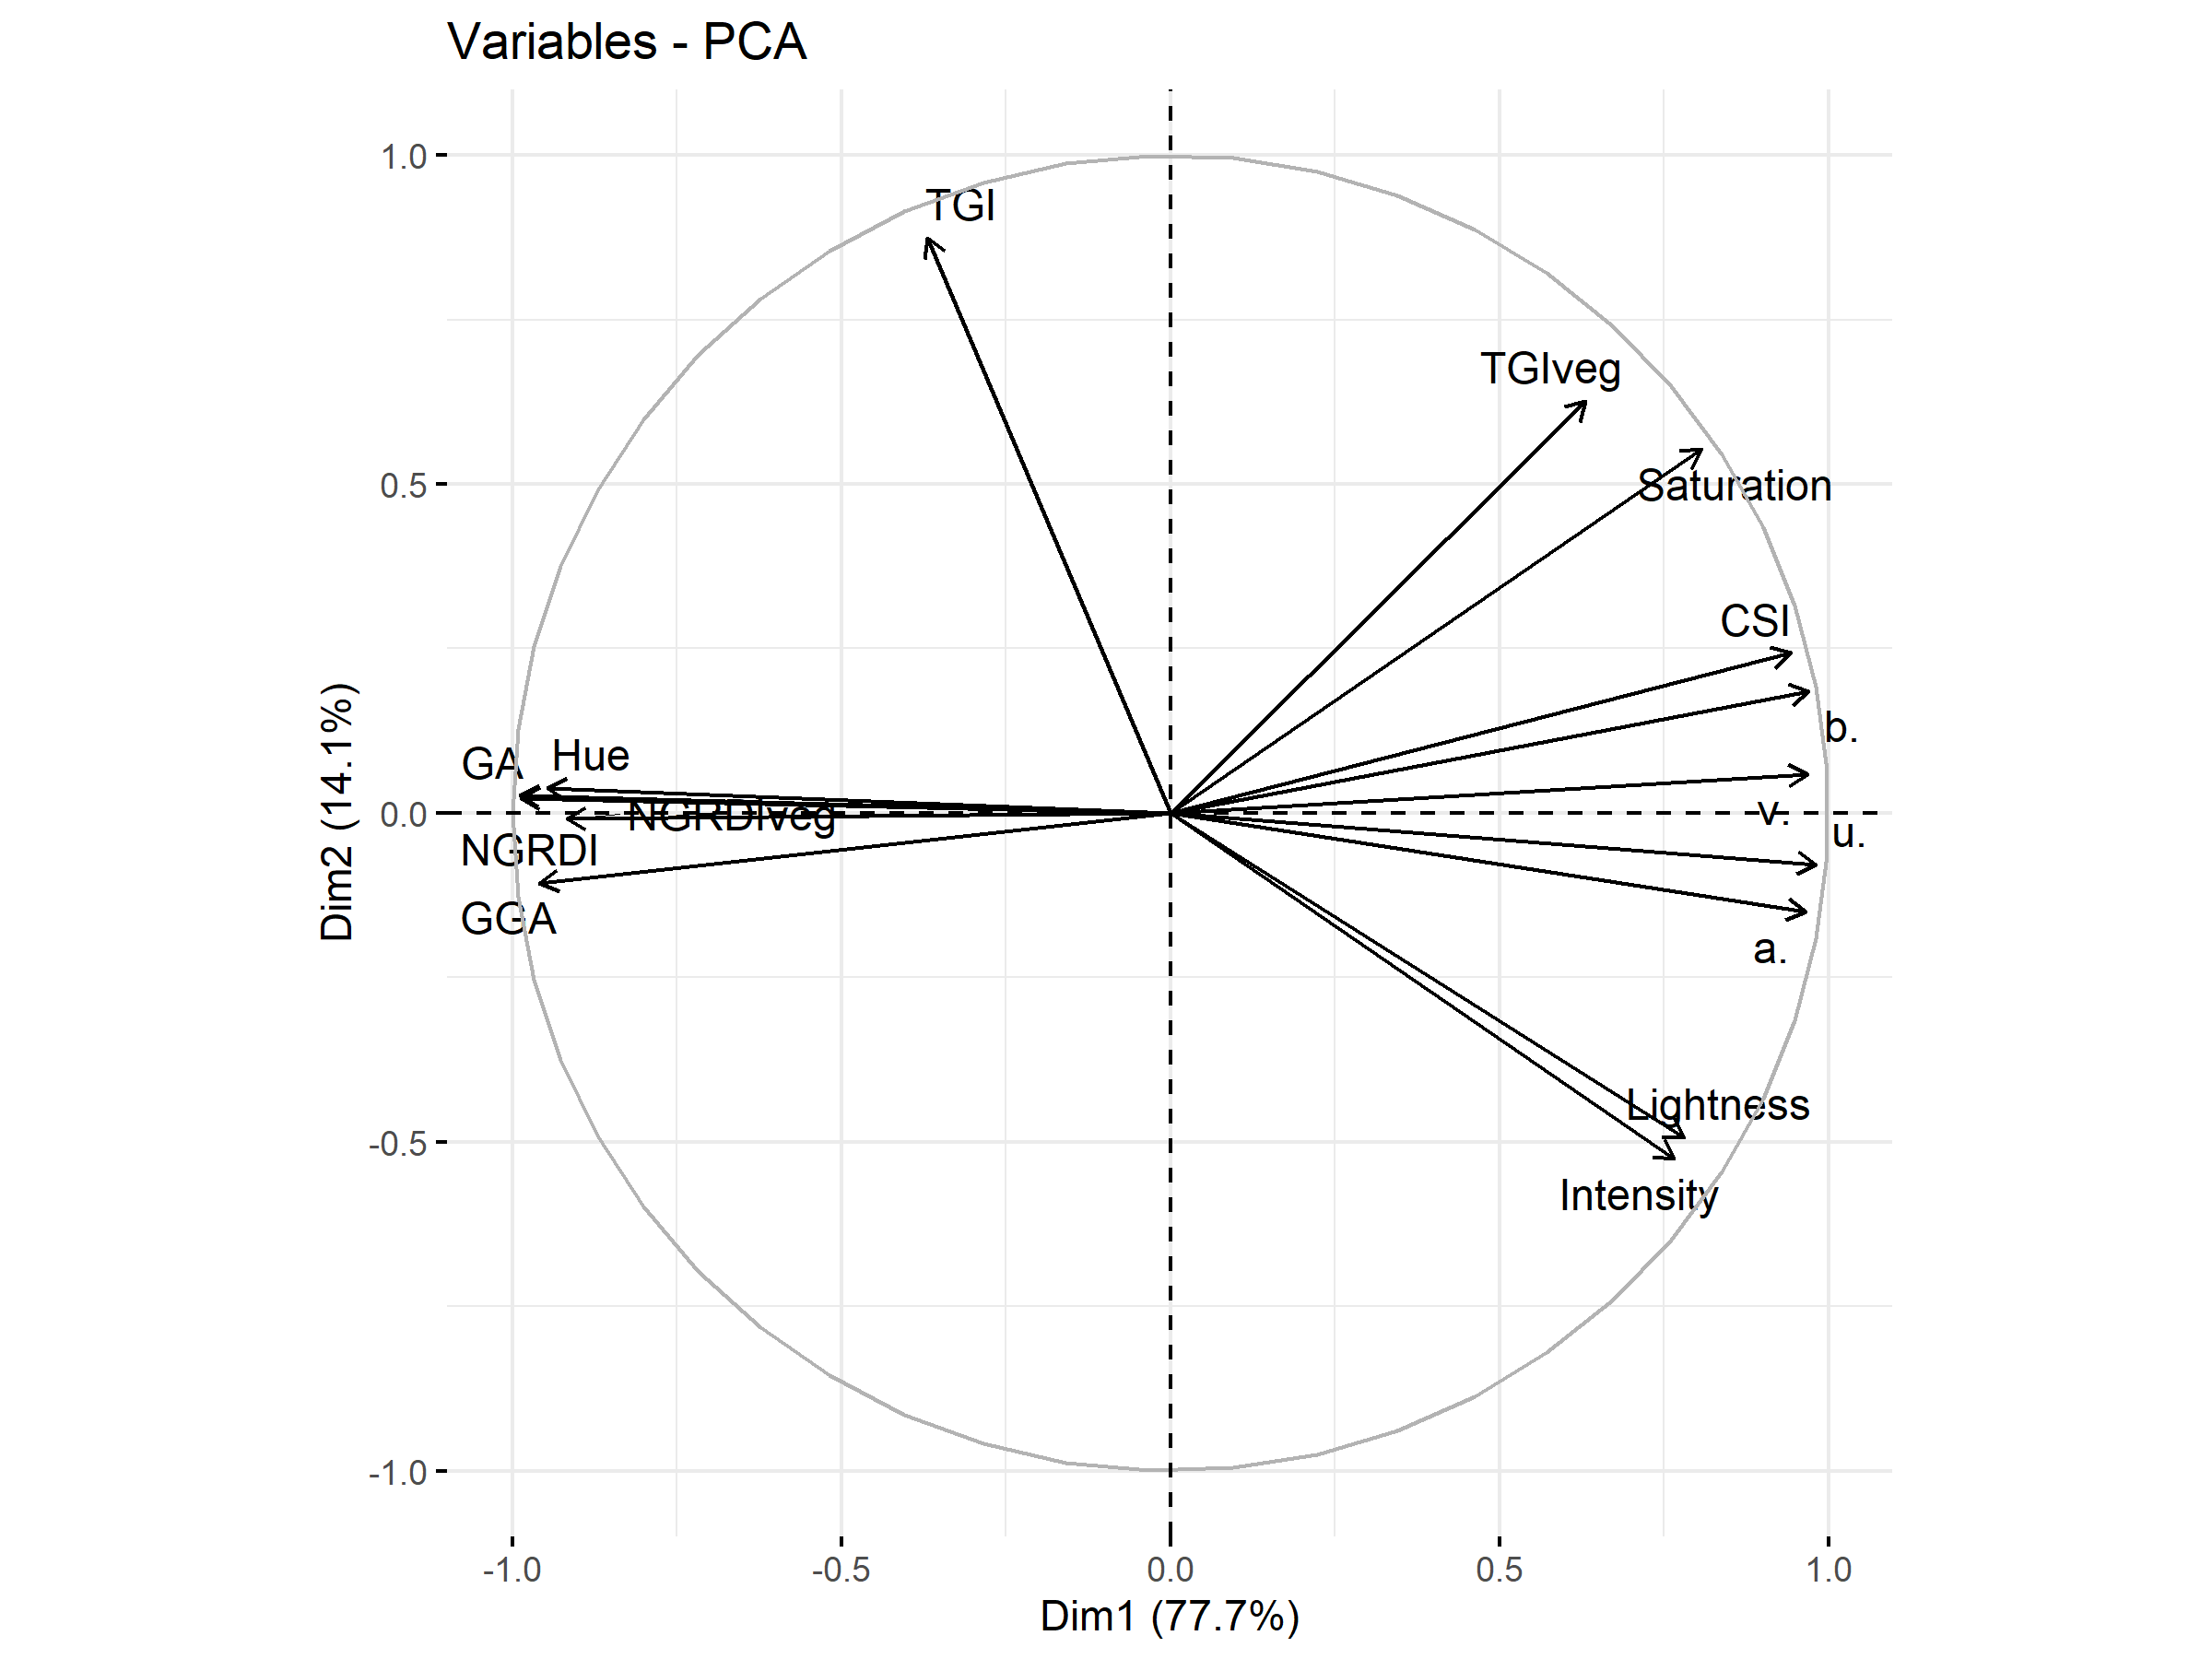 Variables - PCA
1.0
TGI
TGIveg
0.5
Saturation
CSI
b.
GA
Hue
0.0
NGRDIveg
v.
u.
NGRDI
GGA
a.
Lightness
-0.5
Intensity
-1.0
-1.0 -0.5 0.0 0.5 1.0
Dim1 (77.7%)
Dim2 (14.1%)